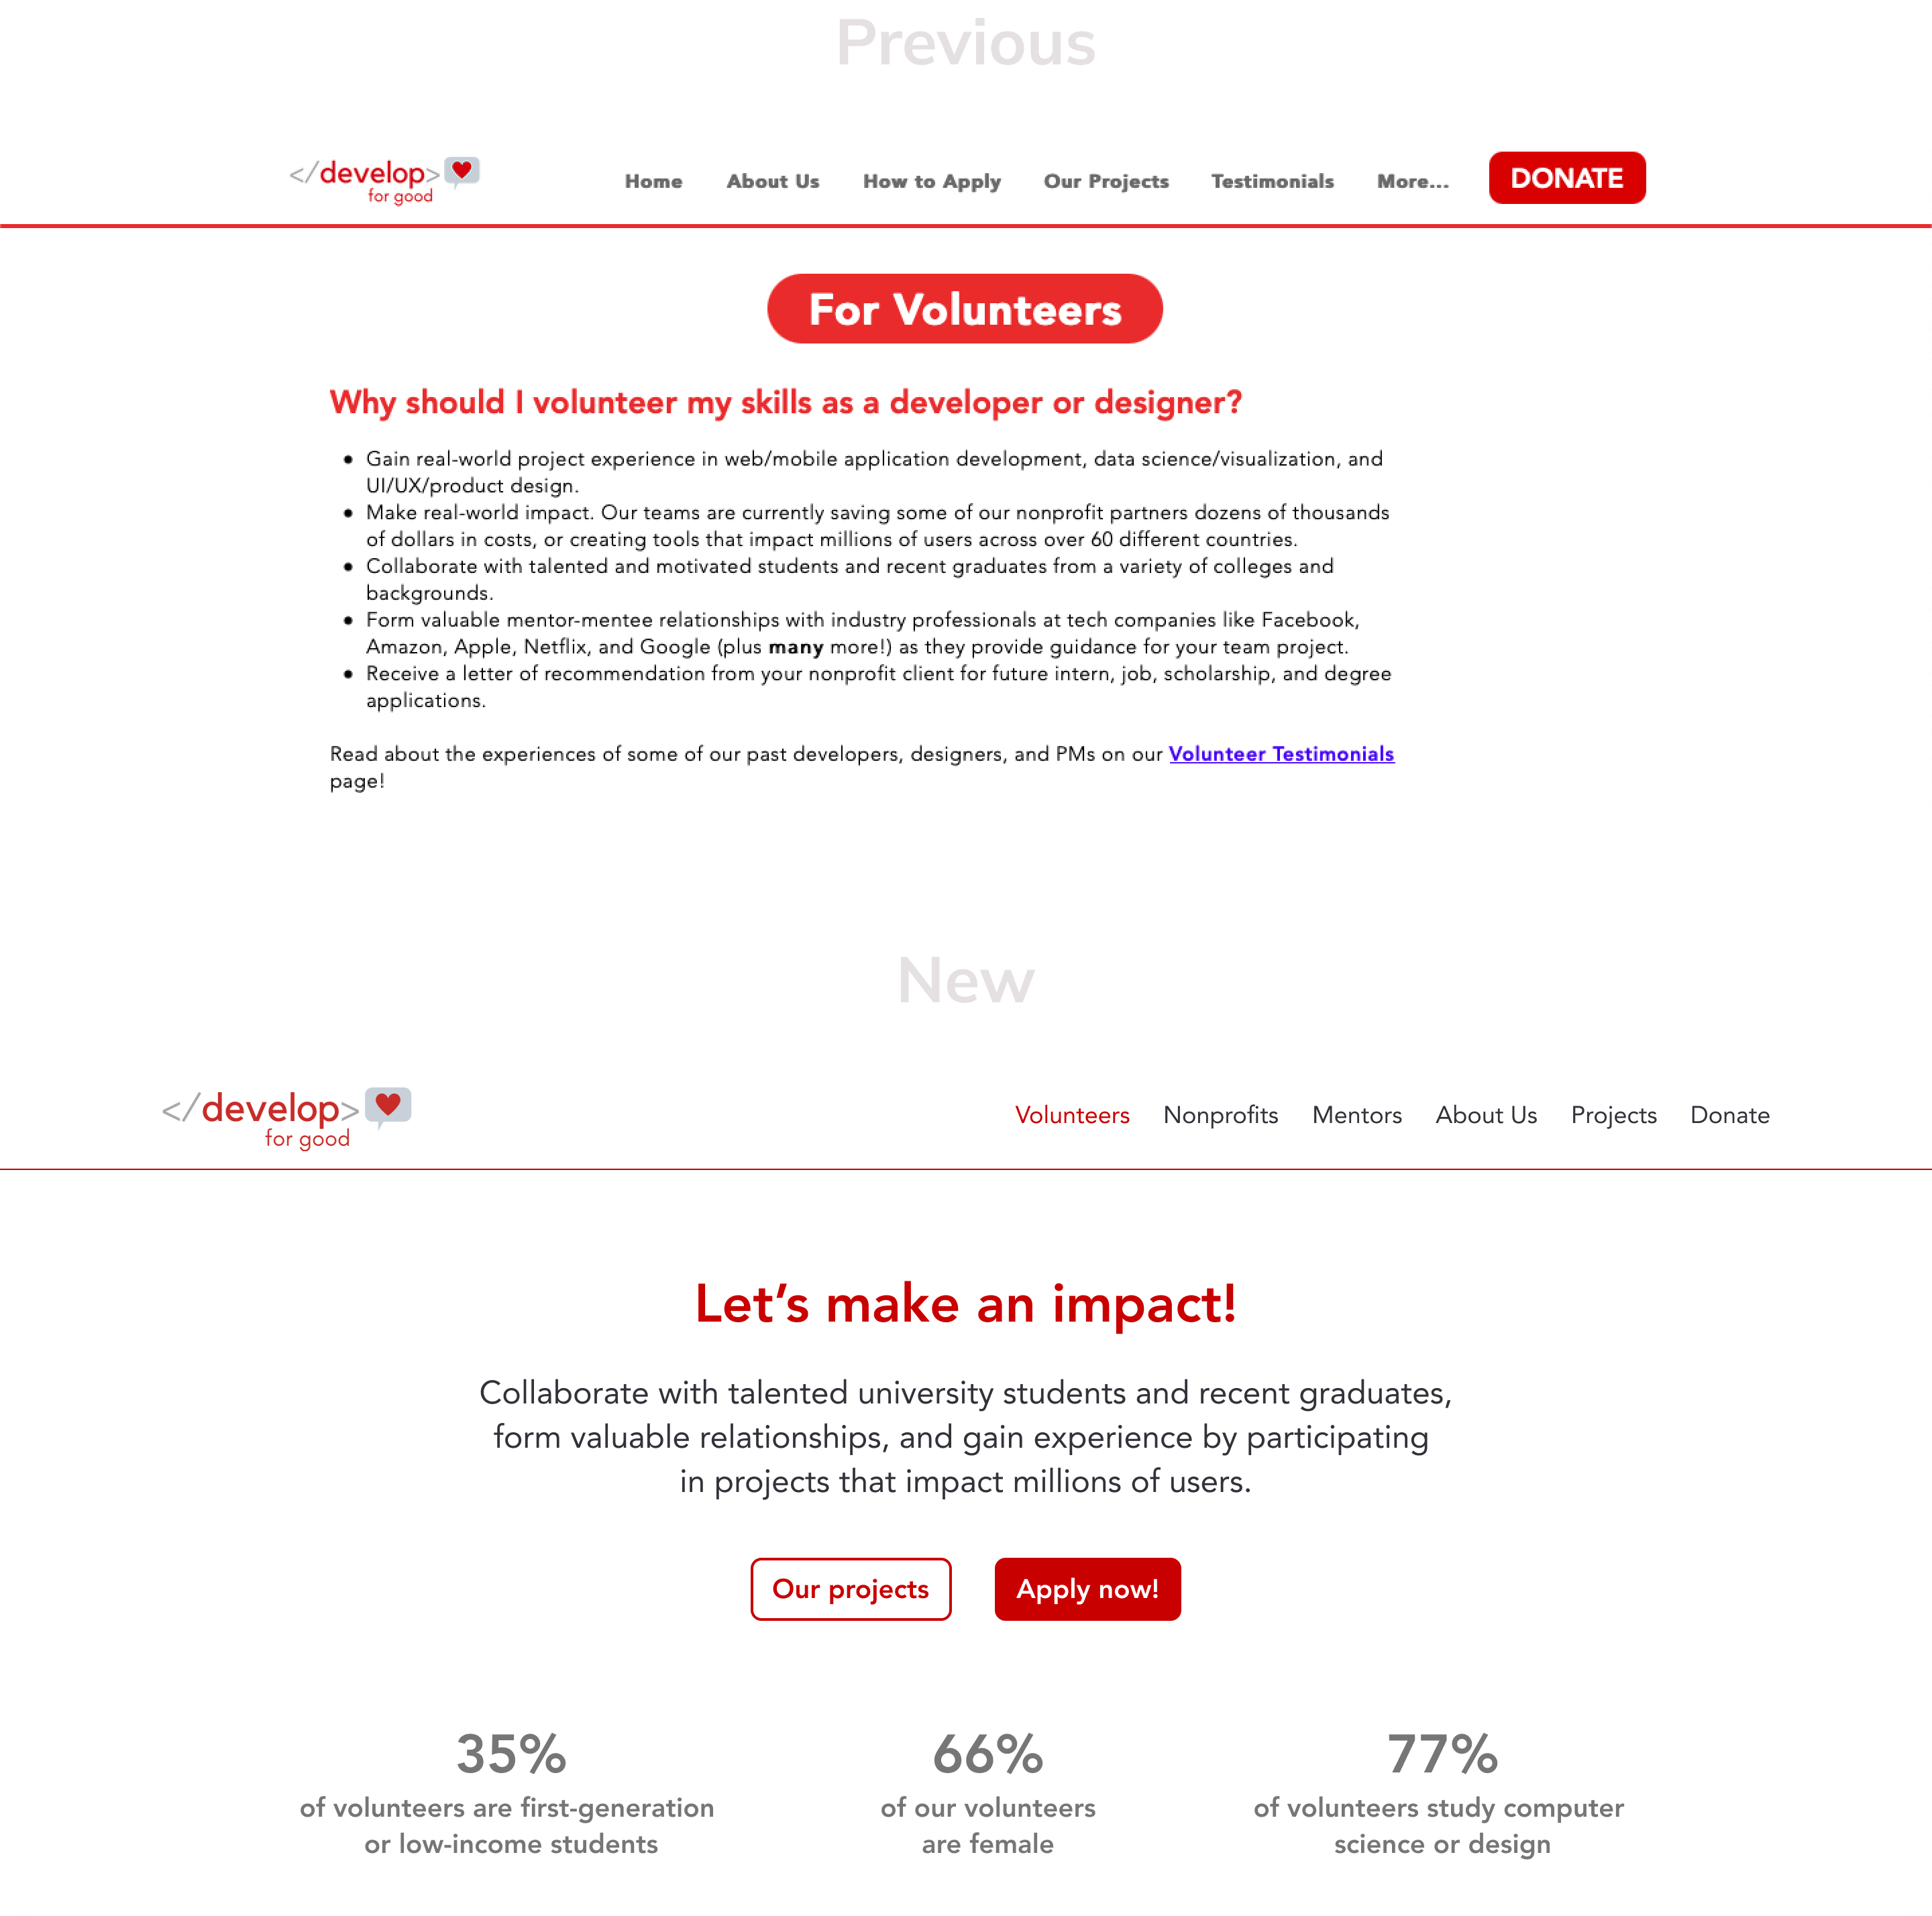 Previous
</develop>
for good
Home About Us How to Apply Our Projects Testimonials More... DONATE
For Volunteers
Why should I volunteer my skills as a developer or designer?
• Gain real-world project experience in web/mobile application development, data science/visualization, and
UI/UX/product design.
• Make real-world impact. Our teams are currently saving some of our nonprofit partners dozens of thousands
of dollars in costs, or creating tools that impact millions of users across over 60 different countries.
• Collaborate with talented and motivated students and recent graduates from a variety of colleges and
backgrounds.
• Form valuable mentor-mentee relationships with industry professionals at tech companies like Facebook,
Amazon, Apple, Netflix, and Google (plus many more!) as they provide guidance for your team project.
• Receive a letter of recommendation from your nonprofit client for future intern, job, scholarship, and degree
applications.
Read about the experiences of some of our past developers, designers, and PMs on our Volunteer Testimonials
page!
New
</develop>
for good
Volunteers Nonprofits Mentors About Us Projects Donate
Let’s make an impact!
Collaborate with talented university students and recent graduates,
form valuable relationships, and gain experience by participating
in projects that impact millions of users.
Our projects Apply now!
35%
of volunteers are first-generation
or low-income students
66%
of our volunteers
are female
77%
of volunteers study computer
science or design